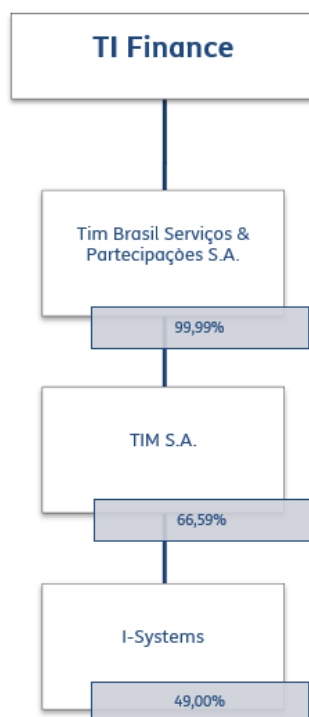 TI Finance
Tim Brasil Serviços &
Partecipaçòes S.A.
99,99%
TIM S.A.
66,59%
I-Systems
49,00%